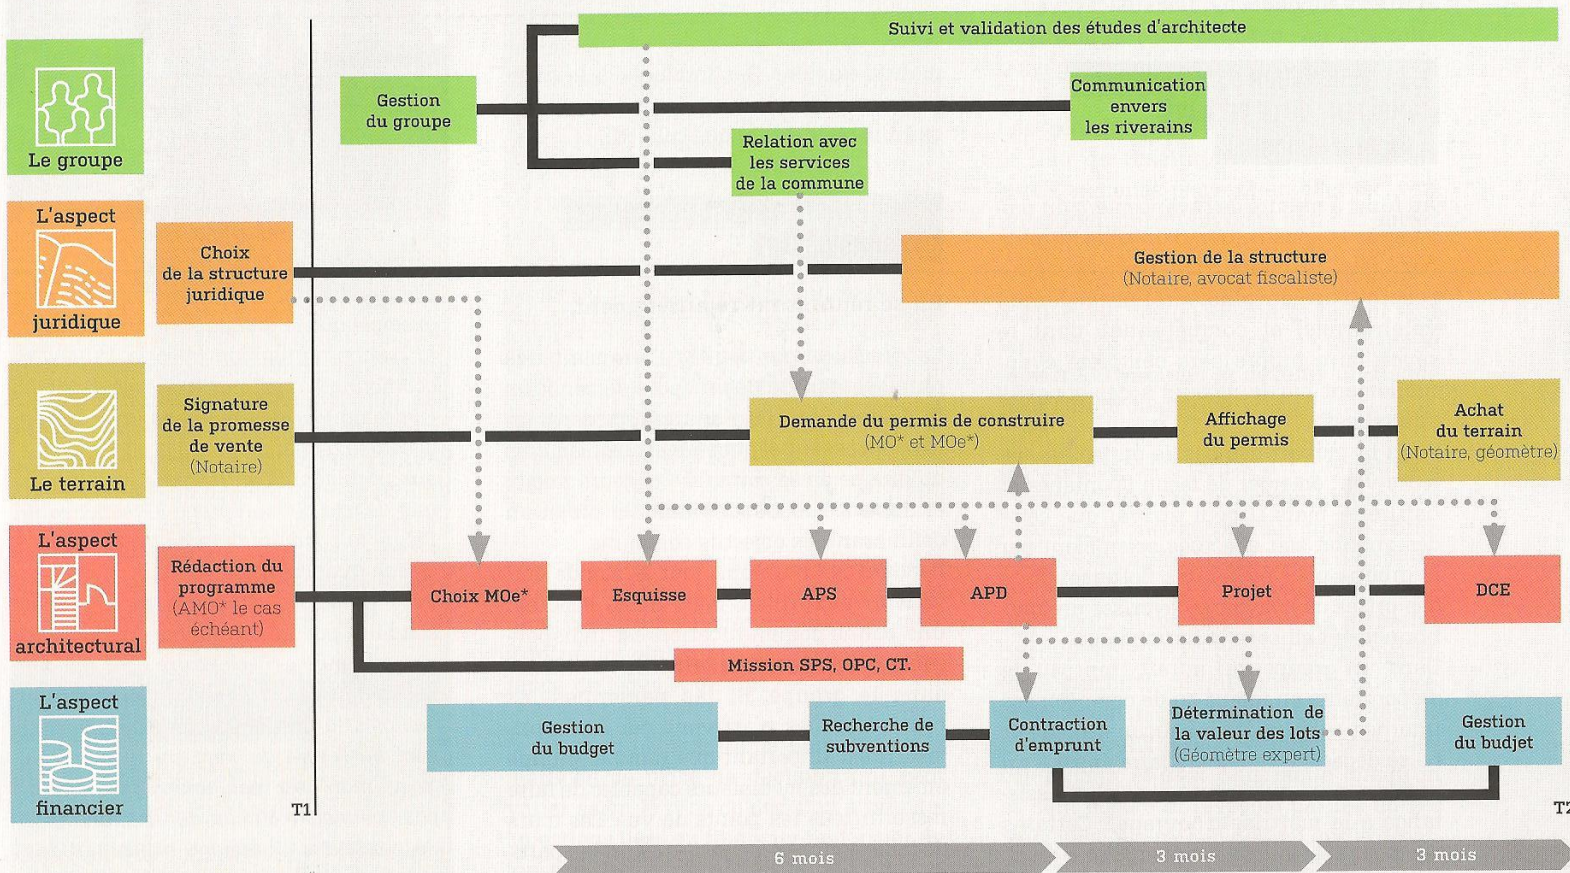 Suivi et validation des études d'architecte
Gestion
du groupe
Communication
envers
les riverains
Relation avec
les services
de la commune
Le groupe
L'aspect
juridique
Choix
de la structure
juridique
Gestion de la structure
(Notaire, avocat fiscaliste)
Le terrain
Signature
de la promesse
de vente
(Notaire)
Demande du permis de construire
(MO* et MOe*)
Affichage
du permis
Achat
du terrain
(Notaire, géomètre)
L'aspect
architectural
Rédaction du
programme
(AMO* le cas
échéant)
Choix MOe*
Esquisse
APS
APD
Projet
DCE
Mission SPS, OPC, CT.
L'aspect
financier
Gestion
du budget
Recherche de
subventions
Contraction
d'emprunt
Détermination de
la valeur des lots
(Géomètre expert)
Gestion
du budjet
T1
T2
6 mois
3 mois
3 mois